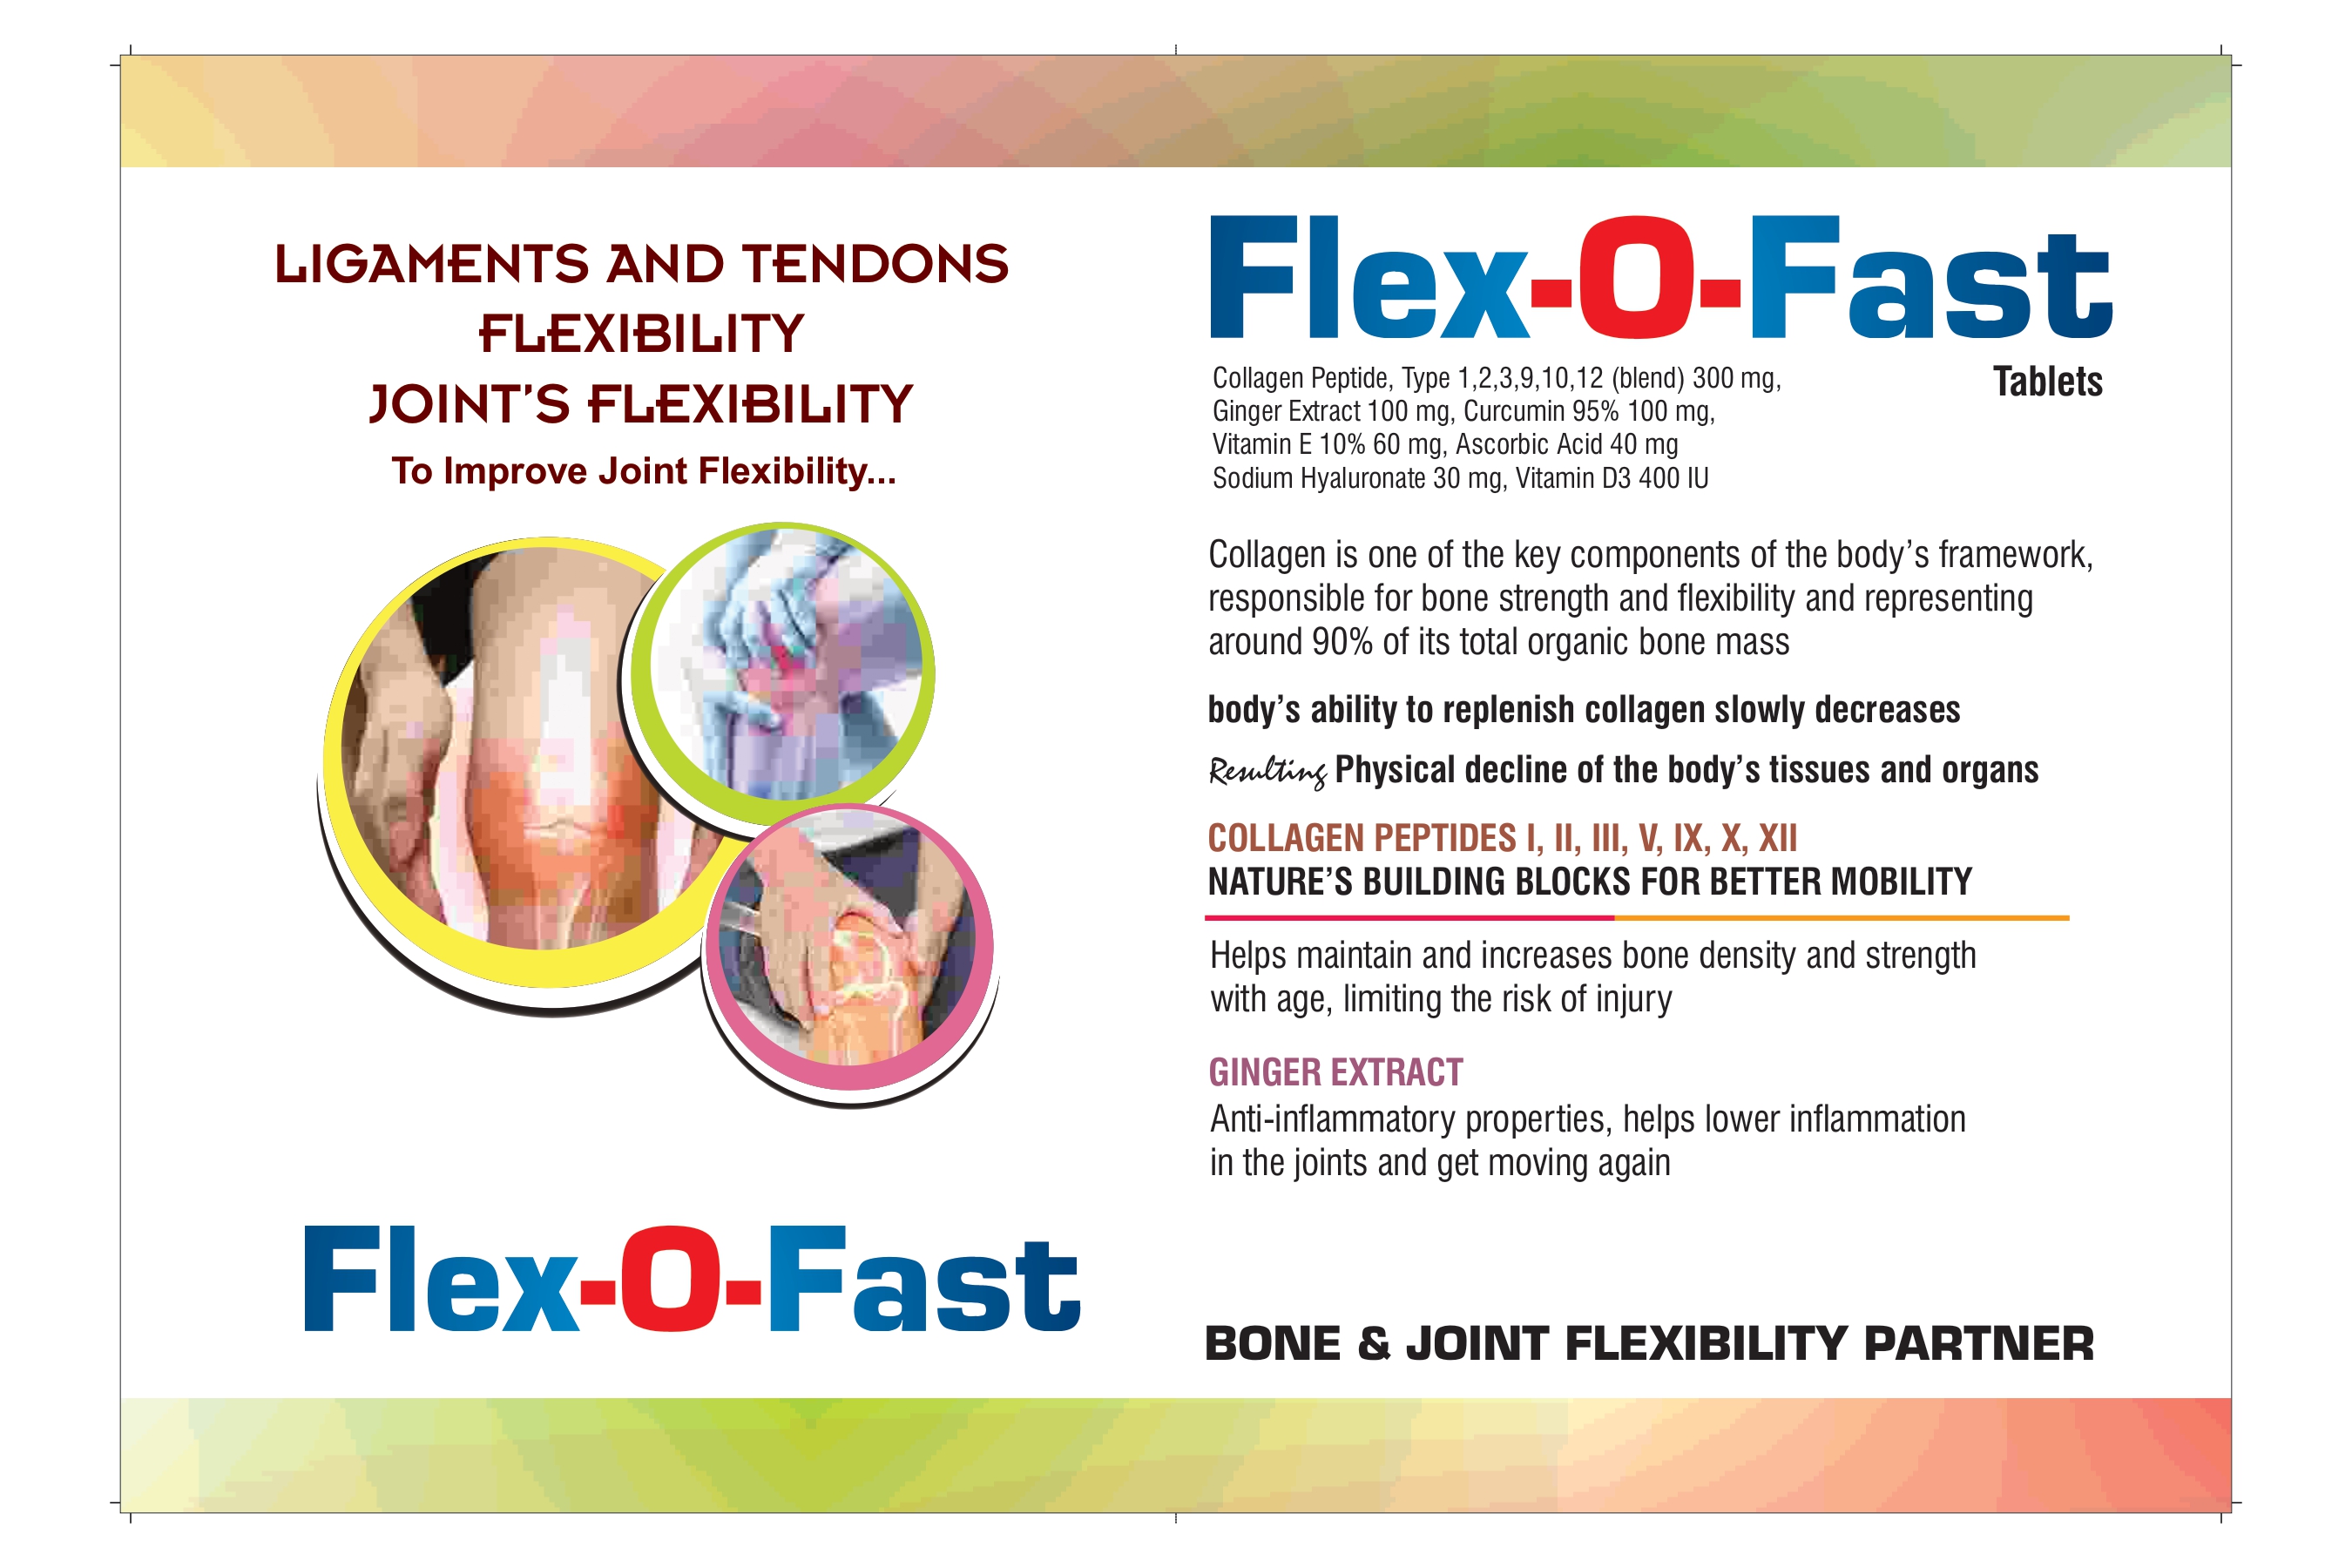 LIGAMENTS AND TENDONS
FLEXIBILITY
JOINT'S FLEXIBILITY
To Improve Joint Flexibility...
Flex-O-Fast
Flex-O-Fast
Tablets
Collagen Peptide, Type 1,2,3,9,10,12 (blend) 300 mg,
Ginger Extract 100 mg, Curcumin 95% 100 mg,
Vitamin E 10% 60 mg, Ascorbic Acid 40 mg
Sodium Hyaluronate 30 mg, Vitamin D3 400 IU
Collagen is one of the key components of the body's framework,
responsible for bone strength and flexibility and representing
around 90% of its total organic bone mass
body's ability to replenish collagen slowly decreases
Resulting Physical decline of the body's tissues and organs
COLLAGEN PEPTIDES I, II, III, V, IX, X, XII
NATURE'S BUILDING BLOCKS FOR BETTER MOBILITY
Helps maintain and increases bone density and strength
with age, limiting the risk of injury
GINGER EXTRACT
Anti-inflammatory properties, helps lower inflammation
in the joints and get moving again
BONE & JOINT FLEXIBILITY PARTNER